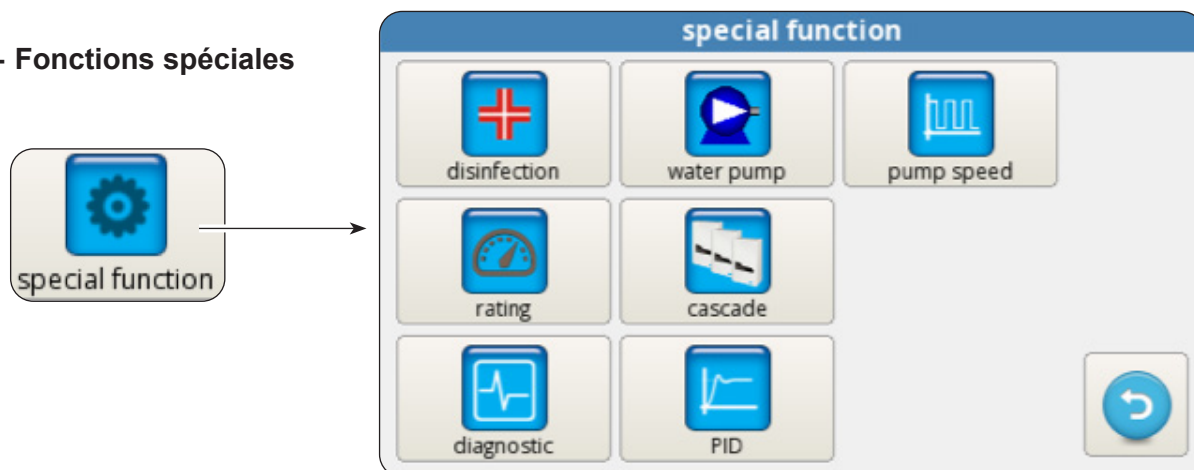 - Fonctions spéciales
special function
special function
disinfection
water pump
pump speed
rating
cascade
diagnostic
PID